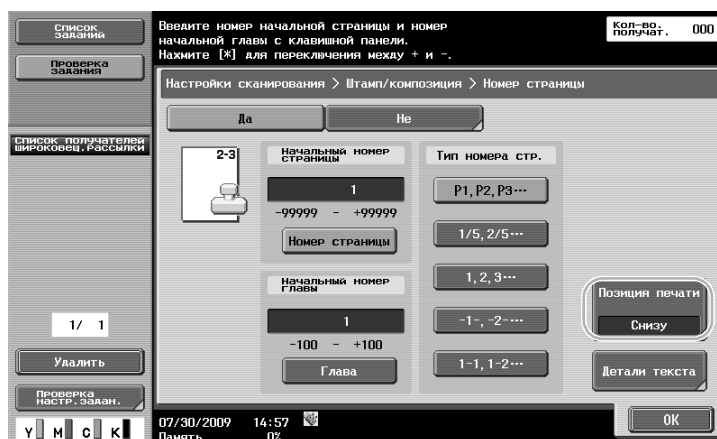 Список
заданий
Проверка
задания
Список получателей
широковещ.рассылки
1/ 1
Удалить
Проверка
настр.задан.
Y M C K
Введите номер начальной страницы и номер
начальной главы с клавишной панели.
Нажмите [*] для переключения между + и -.
Кол-во.
получат. 000
Настройки сканирования > Штамп/композиция > Номер страницы
Да
Не
2-3
Начальный номер
страницы
1
-99999 - +99999
Номер страницы
Начальный номер
главы
1
-100 - +100
Глава
Тип номера стр.
P1,P2,P3···
1/5,2/5···
1,2,3···
-1-,-2-···
1-1,1-2···
Позиция печати
Снизу
Детали текста
07/30/2009 14:57
Память 0%
OK